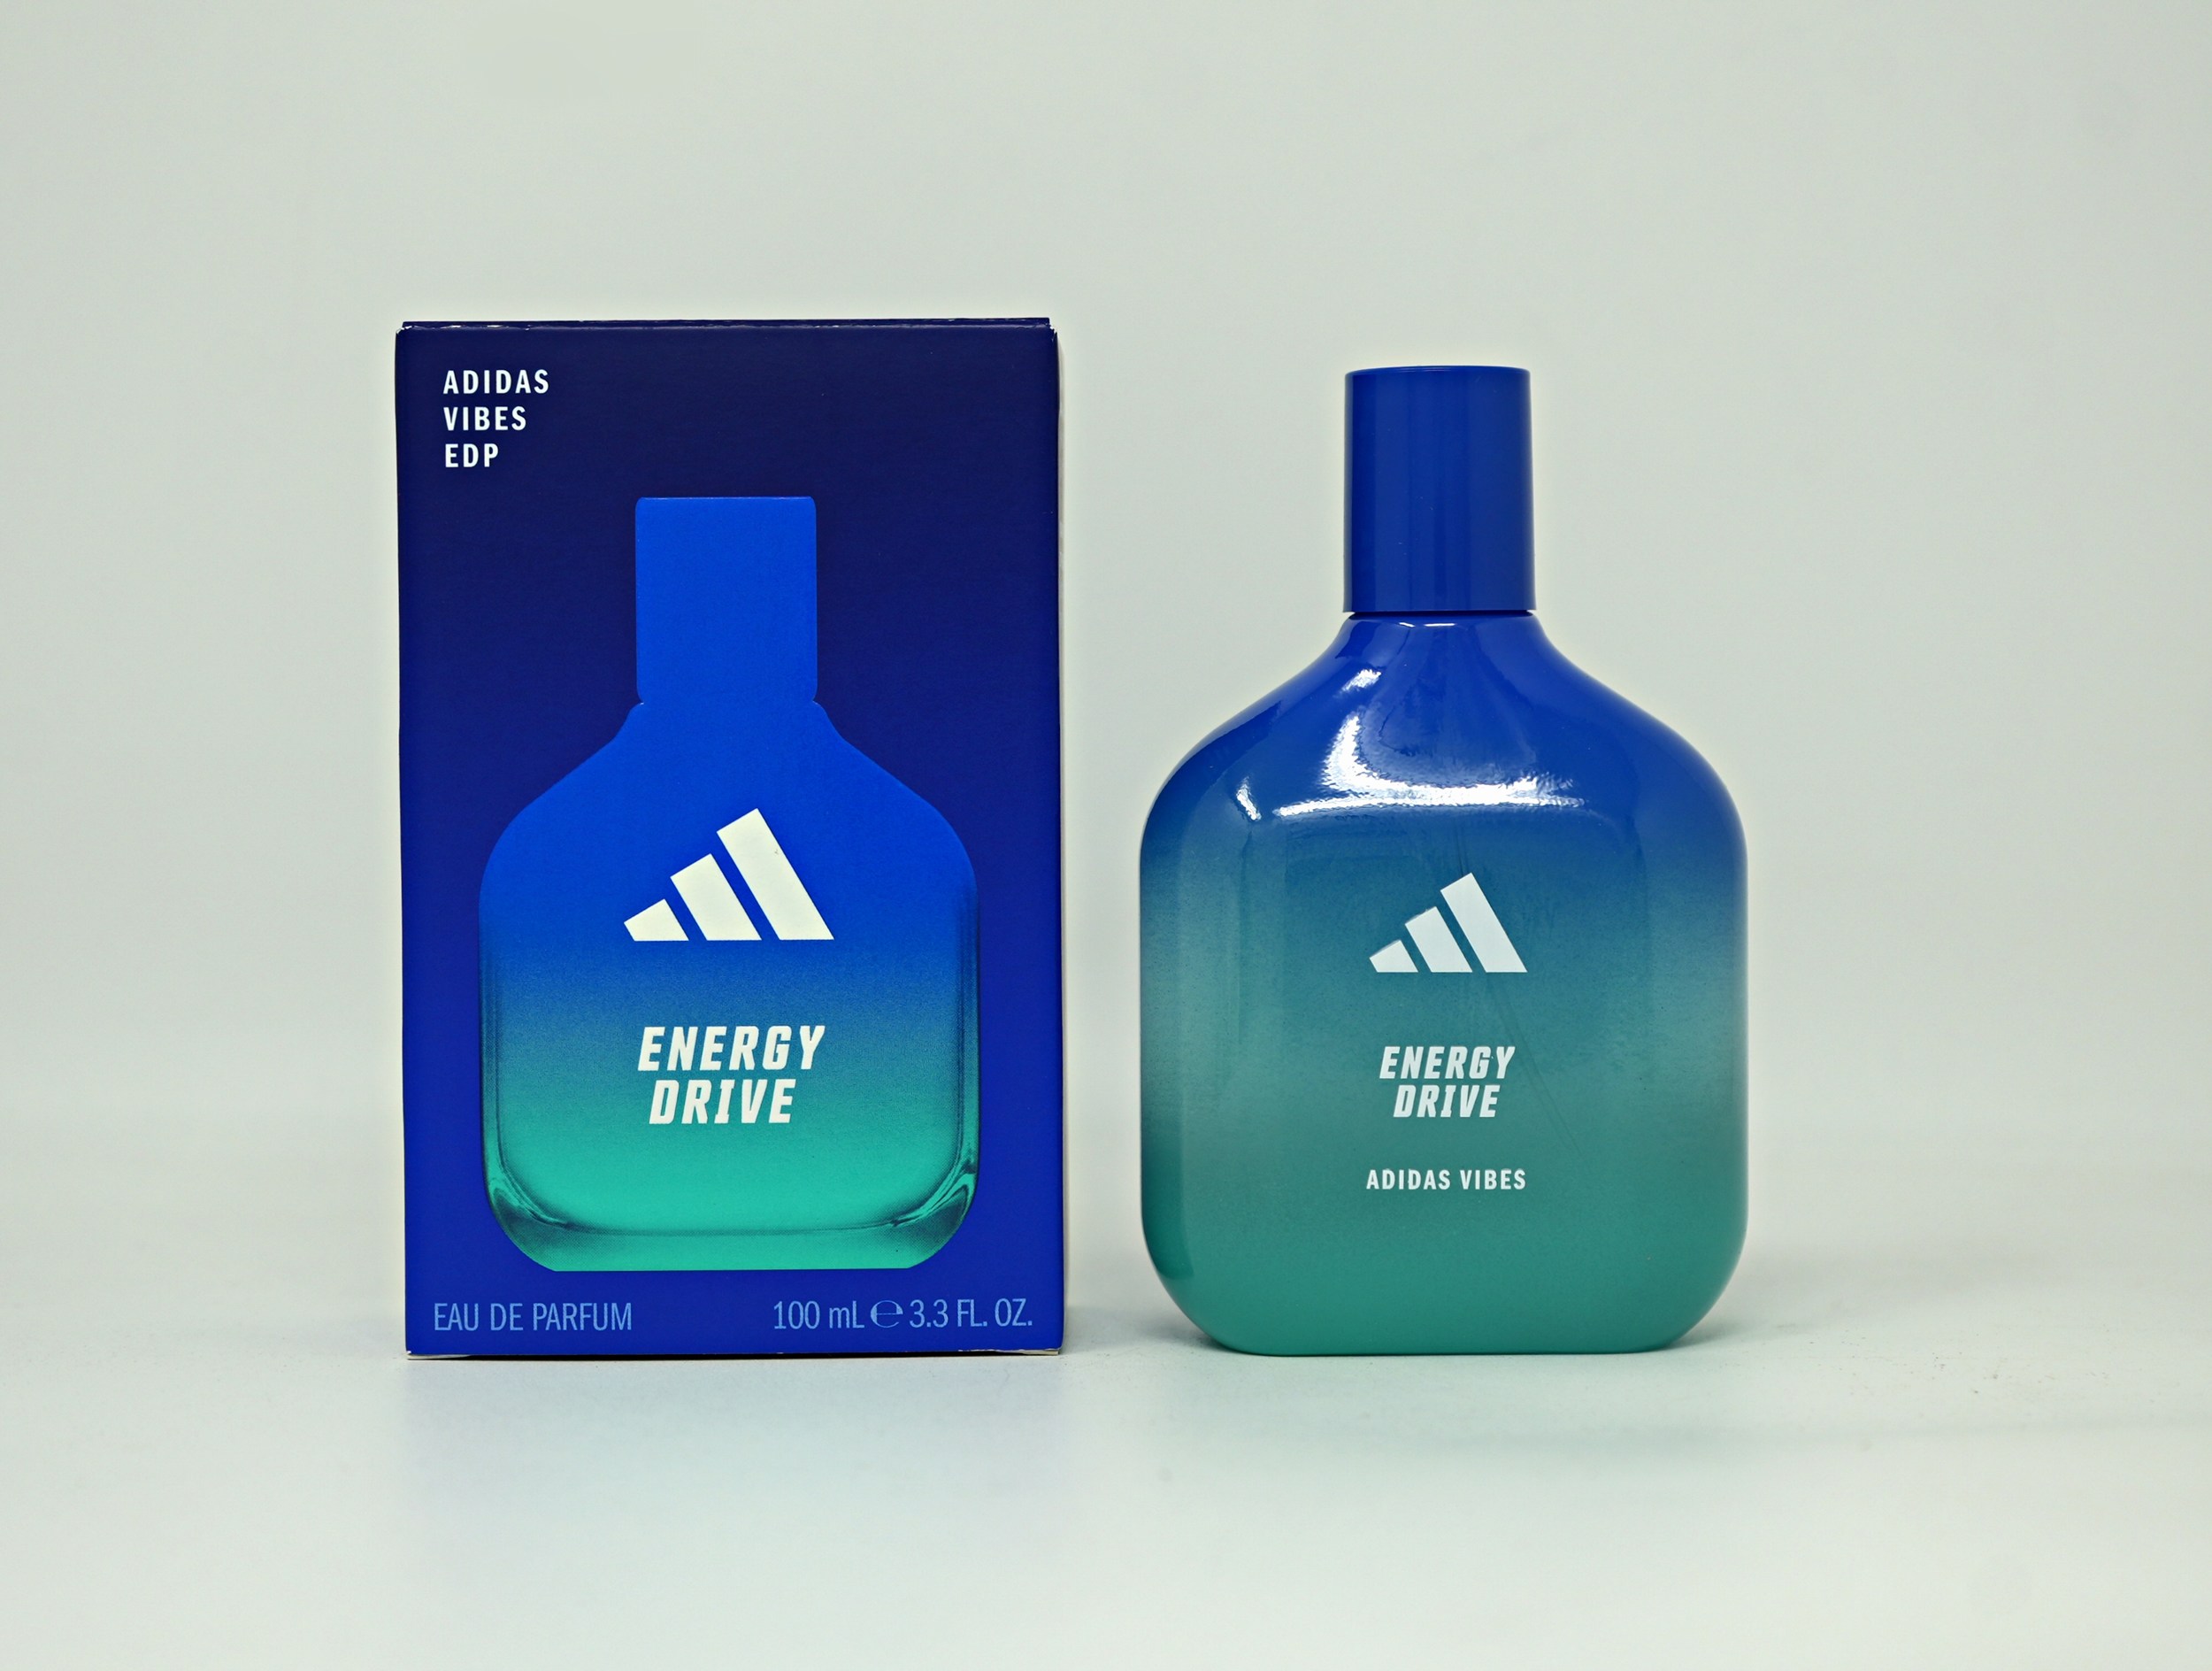 ADIDAS
VIBES
EDP
ENERGY
DRIVE
EAU DE PARFUM
100 mL ℮ 3.3 FL. OZ.
ENERGY
DRIVE
ADIDAS VIBES